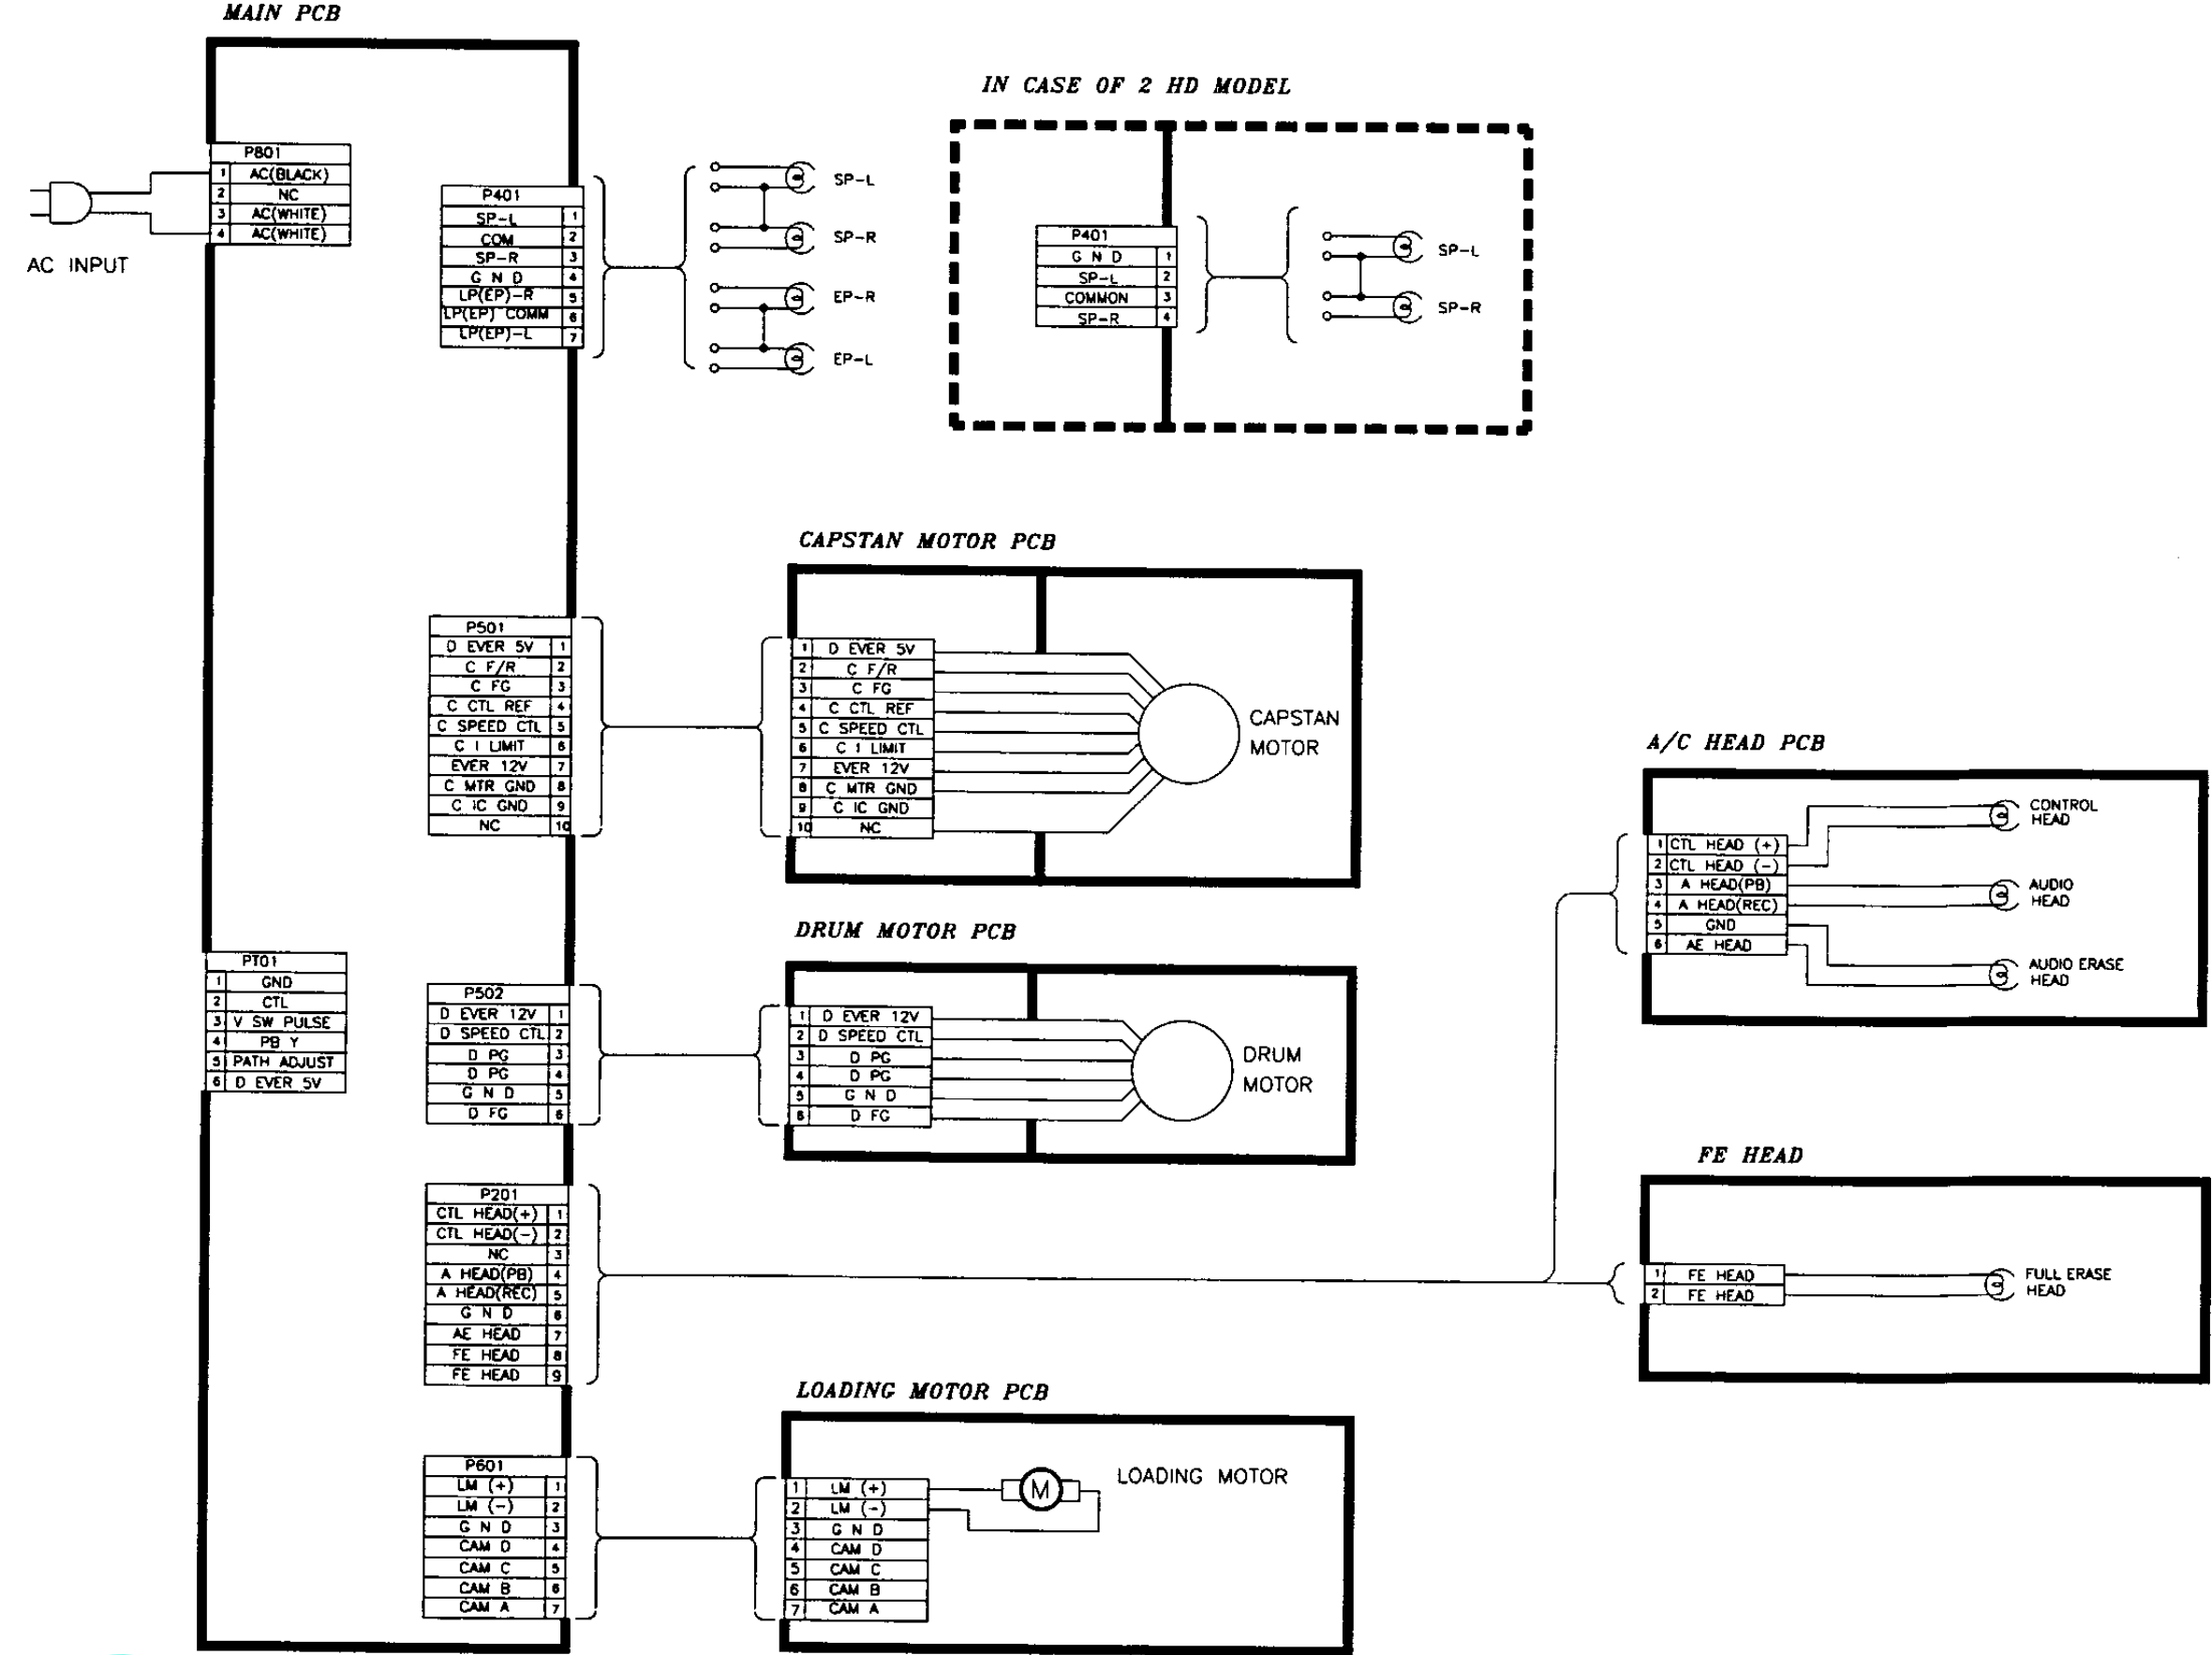 MAIN PCB
IN CASE OF 2 HD MODEL
P801
1 AC(BLACK)
2 NC
3 AC(WHITE)
4 AC(WHITE)
AC INPUT
P401
SP-L 1
COM 2
SP-R 3
G N D 4
LP(EP)-R 5
LP(EP) COMM 6
LP(EP)-L 7
SP-L
SP-R
EP-R
EP-L
P401
G N D 1
SP-L 2
COMMON 3
SP-R 4
SP-L
SP-R
CAPSTAN MOTOR PCB
P501
D EVER 5V 1
C F/R 2
C FG 3
C CTL REF 4
C SPEED CTL 5
C I LIMIT 6
EVER 12V 7
C MTR GND 8
C IC GND 9
NC 10
1 D EVER 5V
2 C F/R
3 C FG
4 C CTL REF
5 C SPEED CTL
6 C I LIMIT
7 EVER 12V
8 C MTR GND
9 C IC GND
10 NC
CAPSTAN
MOTOR
A/C HEAD PCB
1 CTL HEAD (+)
2 CTL HEAD (-)
3 A HEAD(PB)
4 A HEAD(REC)
5 GND
6 AE HEAD
CONTROL
HEAD
AUDIO
HEAD
AUDIO ERASE
HEAD
DRUM MOTOR PCB
PT01
1 GND
2 CTL
3 V SW PULSE
4 PB Y
5 PATH ADJUST
6 D EVER 5V
P502
D EVER 12V 1
D SPEED CTL 2
D PG 3
D PG 4
G N D 5
D FG 6
1 D EVER 12V
2 D SPEED CTL
3 D PG
4 D PG
5 G N D
6 D FG
DRUM
MOTOR
FE HEAD
1 FE HEAD
2 FE HEAD
FULL ERASE
HEAD
P201
CTL HEAD(+) 1
CTL HEAD(-) 2
NC 3
A HEAD(PB) 4
A HEAD(REC) 5
G N D 6
AE HEAD 7
FE HEAD 8
FE HEAD 9
LOADING MOTOR PCB
P601
LM (+) 1
LM (-) 2
G N D 3
CAM D 4
CAM C 5
CAM B 6
CAM A 7
1 LM (+)
2 LM (-)
3 G N D
4 CAM D
5 CAM C
6 CAM B
7 CAM A
M
LOADING MOTOR